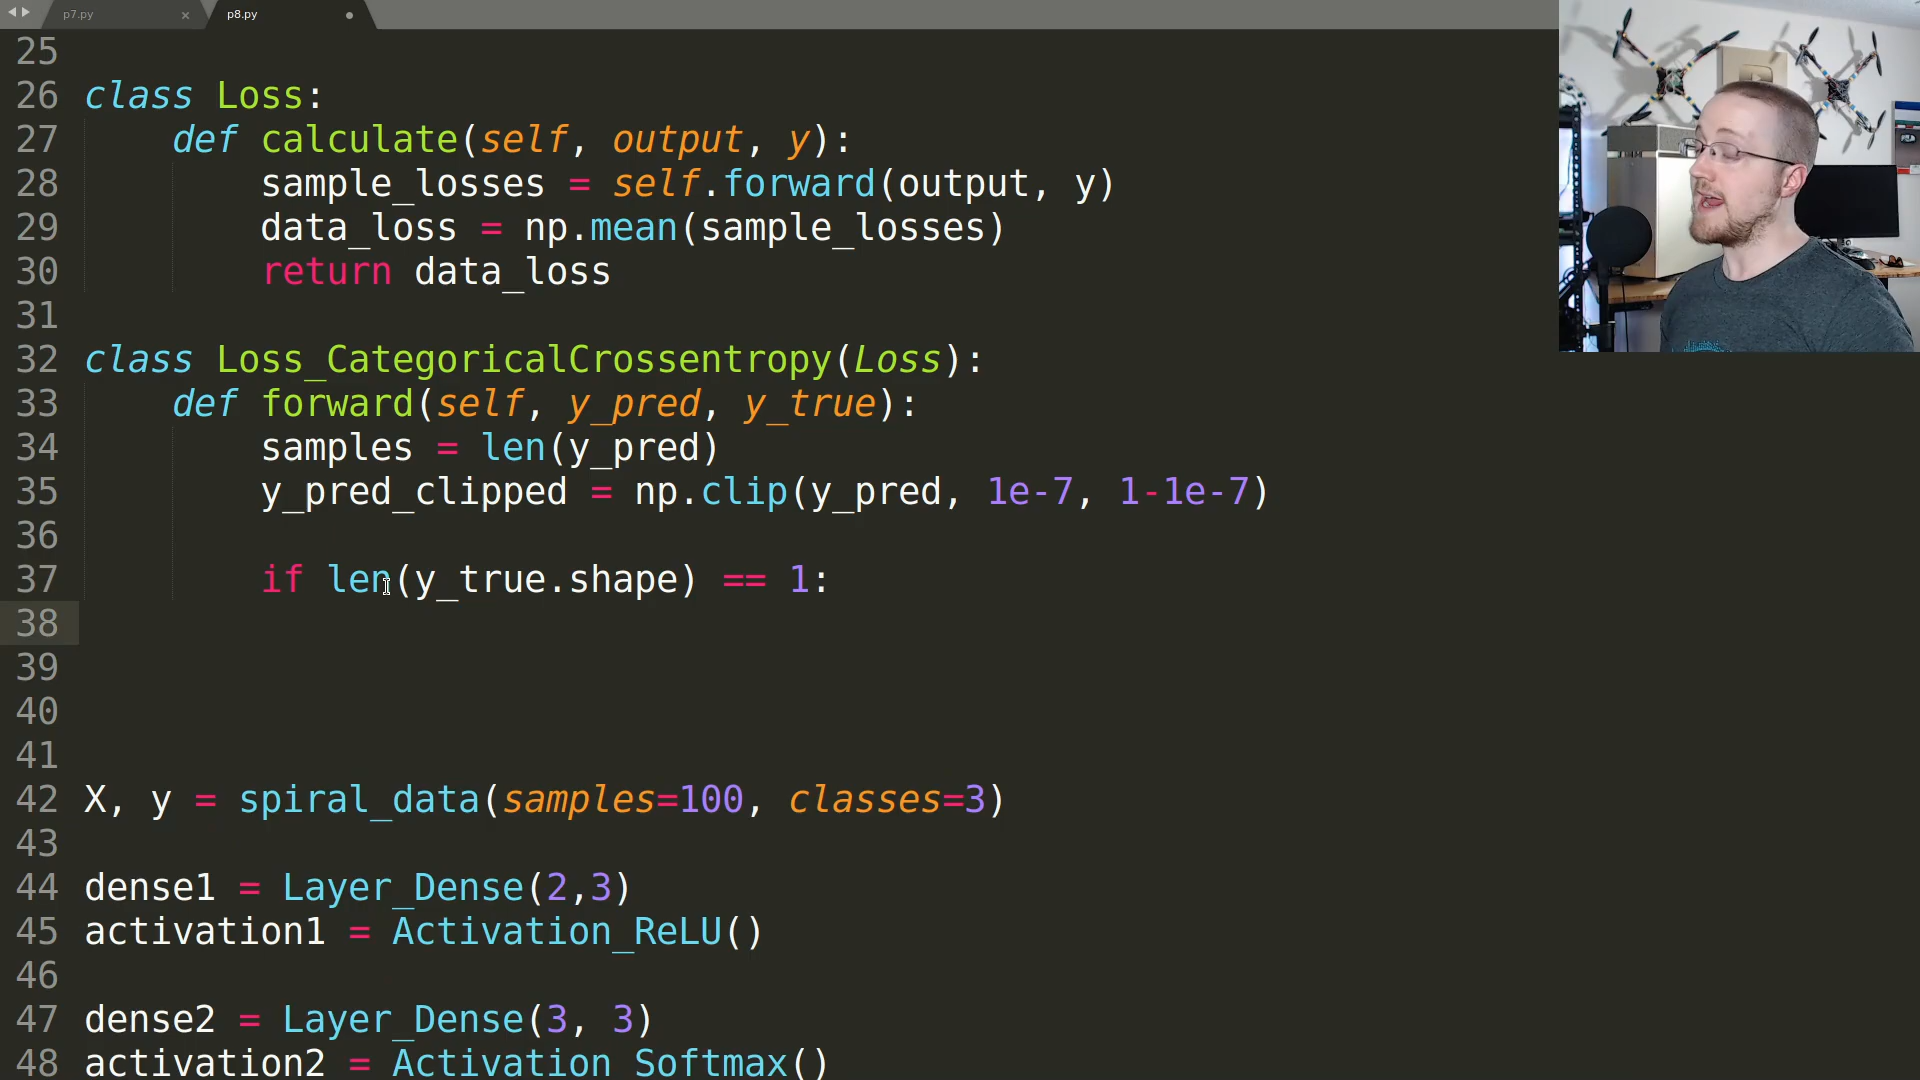 p7.py
p8.py
25
26 class Loss:
27 def calculate(self, output, y):
28 sample_losses = self.forward(output, y)
29 data_loss = np.mean(sample_losses)
30 return data_loss
31
32 class Loss_CategoricalCrossentropy(Loss):
33 def forward(self, y_pred, y_true):
34 samples = len(y_pred)
35 y_pred_clipped = np.clip(y_pred, 1e-7, 1-1e-7)
36
37 if len(y_true.shape) == 1:
38
39
40
41
42 X, y = spiral_data(samples=100, classes=3)
43
44 dense1 = Layer_Dense(2,3)
45 activation1 = Activation_ReLU()
46
47 dense2 = Layer_Dense(3, 3)
48 activation2 = Activation_Softmax()